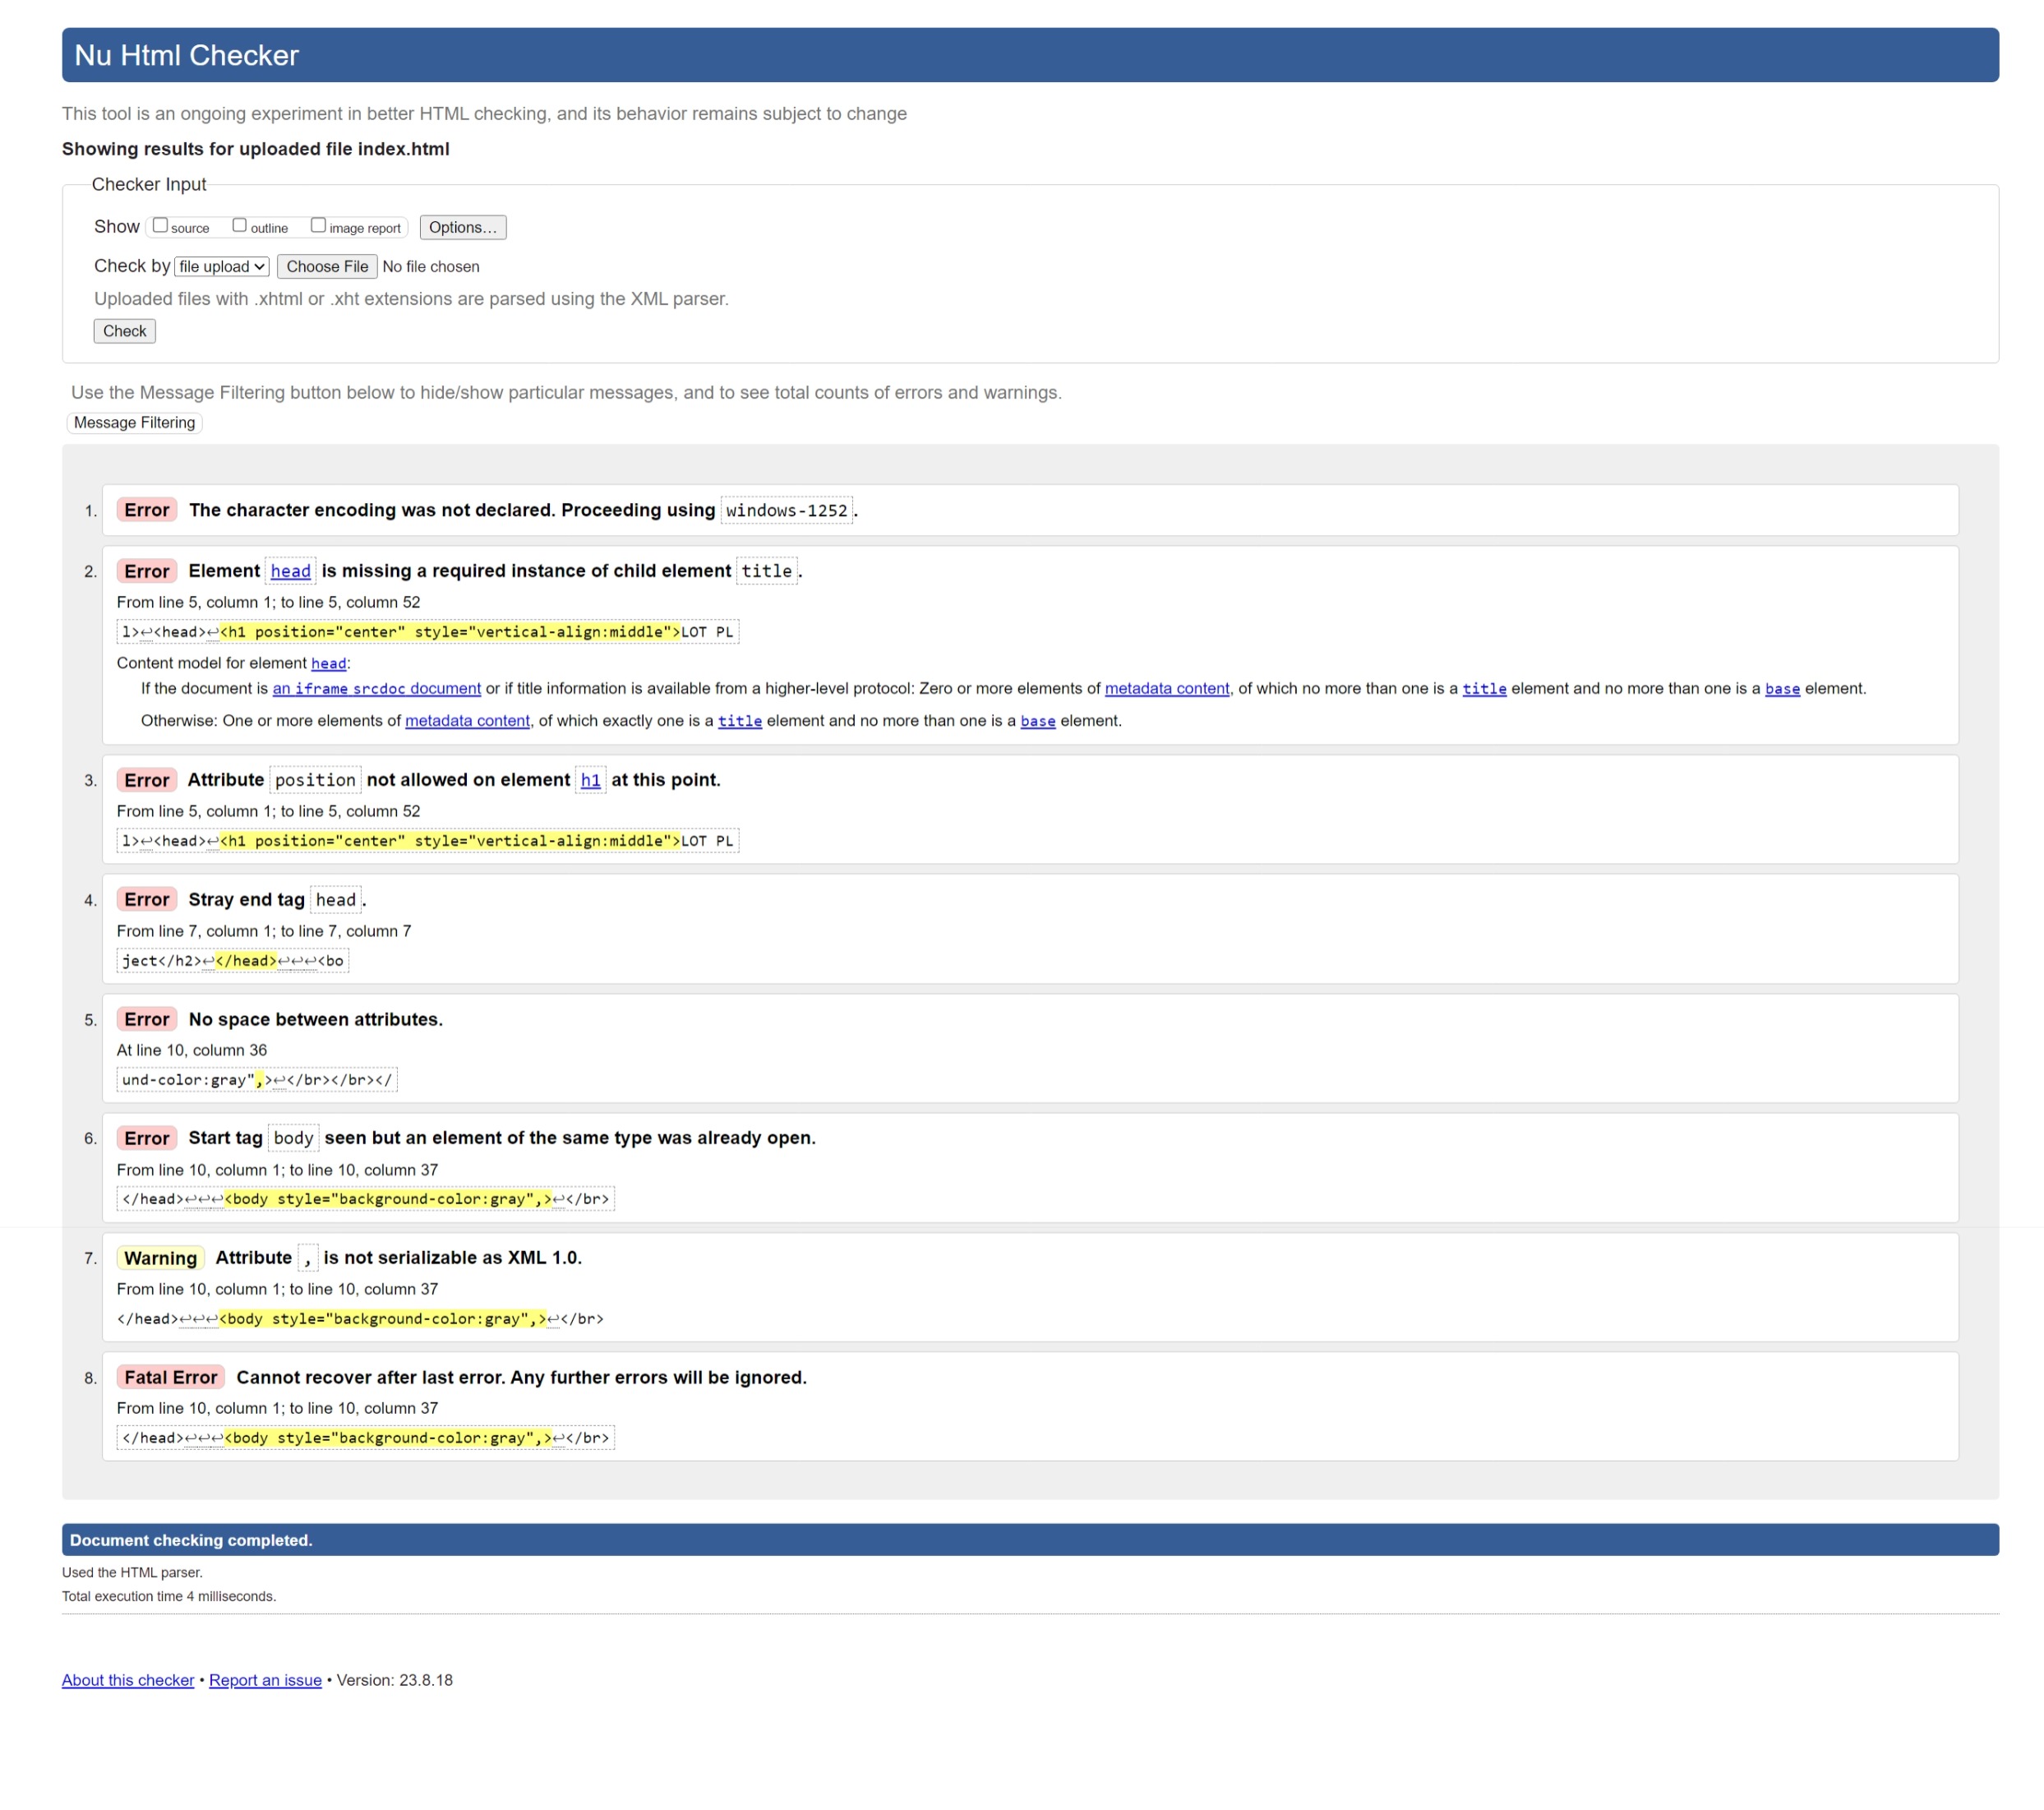 Nu Html Checker
This tool is an ongoing experiment in better HTML checking, and its behavior remains subject to change
Showing results for uploaded file index.html
Checker Input
Show source outline image report Options...
Check by file upload Choose File No file chosen
Uploaded files with .xhtml or .xht extensions are parsed using the XML parser.
Check
Use the Message Filtering button below to hide/show particular messages, and to see total counts of errors and warnings.
Message Filtering
1. Error The character encoding was not declared. Proceeding using windows-1252.
2. Error Element head is missing a required instance of child element title.
From line 5, column 1; to line 5, column 52
l>↩<head>↩<h1 position="center" style="vertical-align:middle">LOT PL
Content model for element head:
If the document is an iframe srcdoc document or if title information is available from a higher-level protocol: Zero or more elements of metadata content, of which no more than one is a title element and no more than one is a base element.
Otherwise: One or more elements of metadata content, of which exactly one is a title element and no more than one is a base element.
3. Error Attribute position not allowed on element h1 at this point.
From line 5, column 1; to line 5, column 52
l>↩<head>↩<h1 position="center" style="vertical-align:middle">LOT PL
4. Error Stray end tag head.
From line 7, column 1; to line 7, column 7
ject</h2>↩</head>↩↩↩<bo
5. Error No space between attributes.
At line 10, column 36
und-color:gray",>↩</br></br></
6. Error Start tag body seen but an element of the same type was already open.
From line 10, column 1; to line 10, column 37
</head>↩↩↩<body style="background-color:gray",>↩</br>
7. Warning Attribute , is not serializable as XML 1.0.
From line 10, column 1; to line 10, column 37
</head>↩↩↩<body style="background-color:gray",>↩</br>
8. Fatal Error Cannot recover after last error. Any further errors will be ignored.
From line 10, column 1; to line 10, column 37
</head>↩↩↩<body style="background-color:gray",>↩</br>
Document checking completed.
Used the HTML parser.
Total execution time 4 milliseconds.
About this checker • Report an issue • Version: 23.8.18